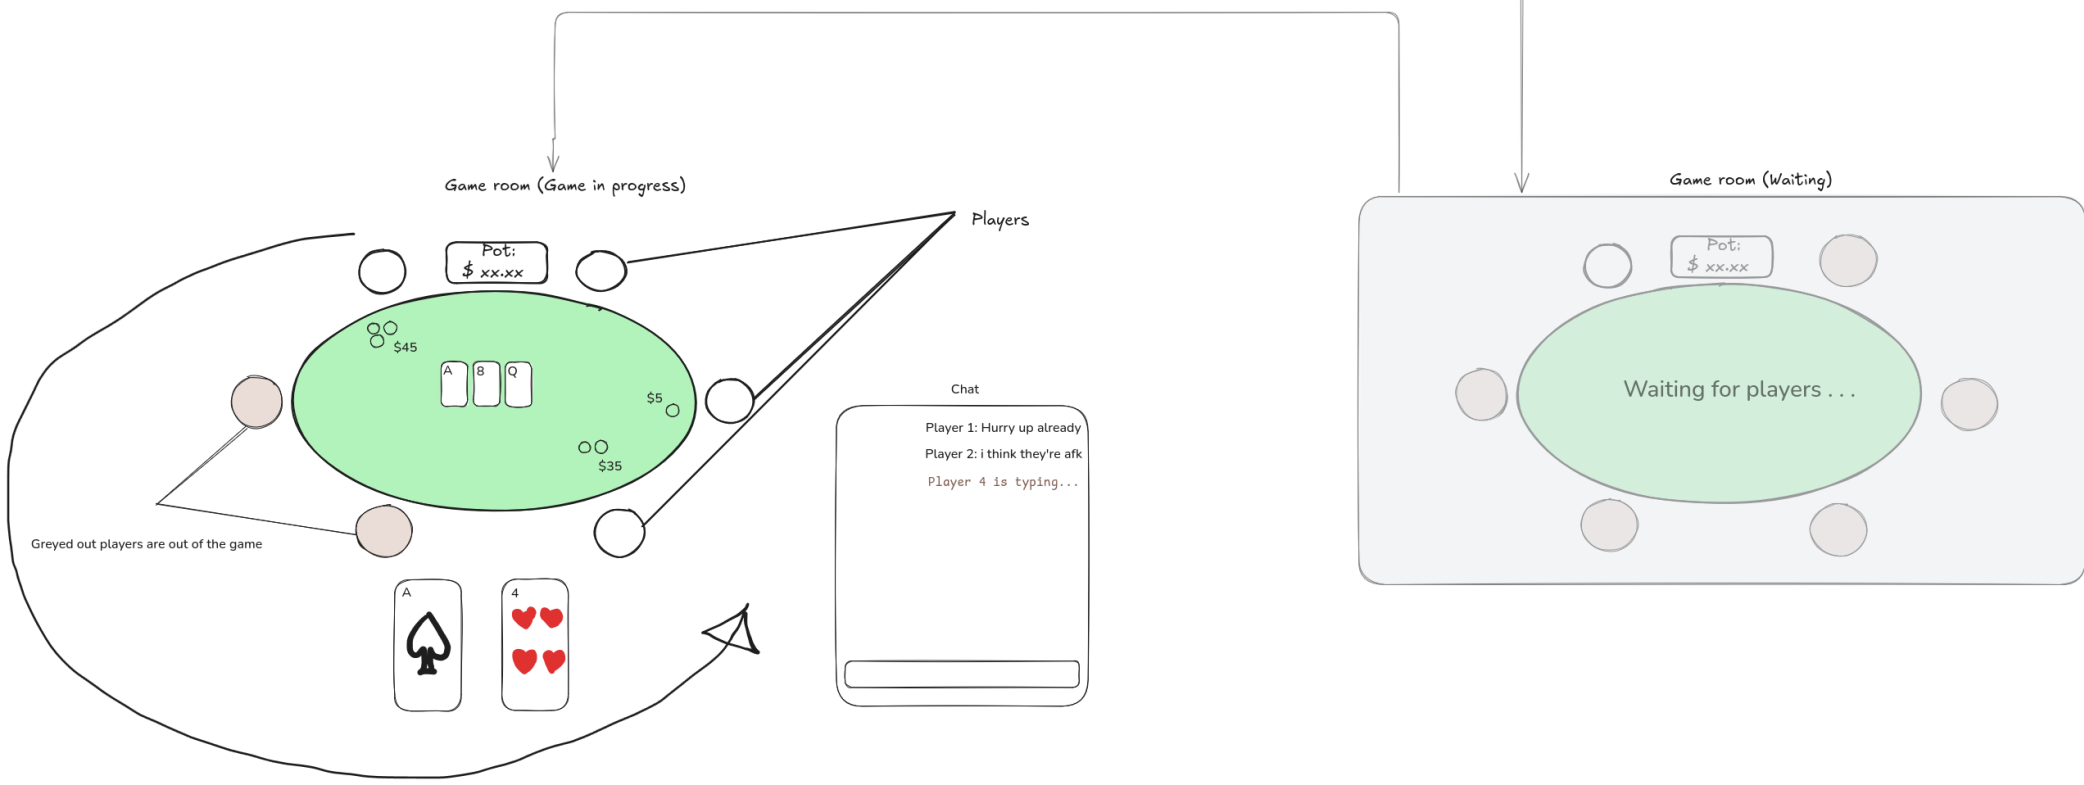 Game room (Game in progress)
Players
Pot:
$ xx.xx
$45
A
8
Q
$5
$35
Greyed out players are out of the game
A
4
Chat
Player 1: Hurry up already
Player 2: i think they're afk
Player 4 is typing...
Game room (Waiting)
Pot:
$ xx.xx
Waiting for players . . .